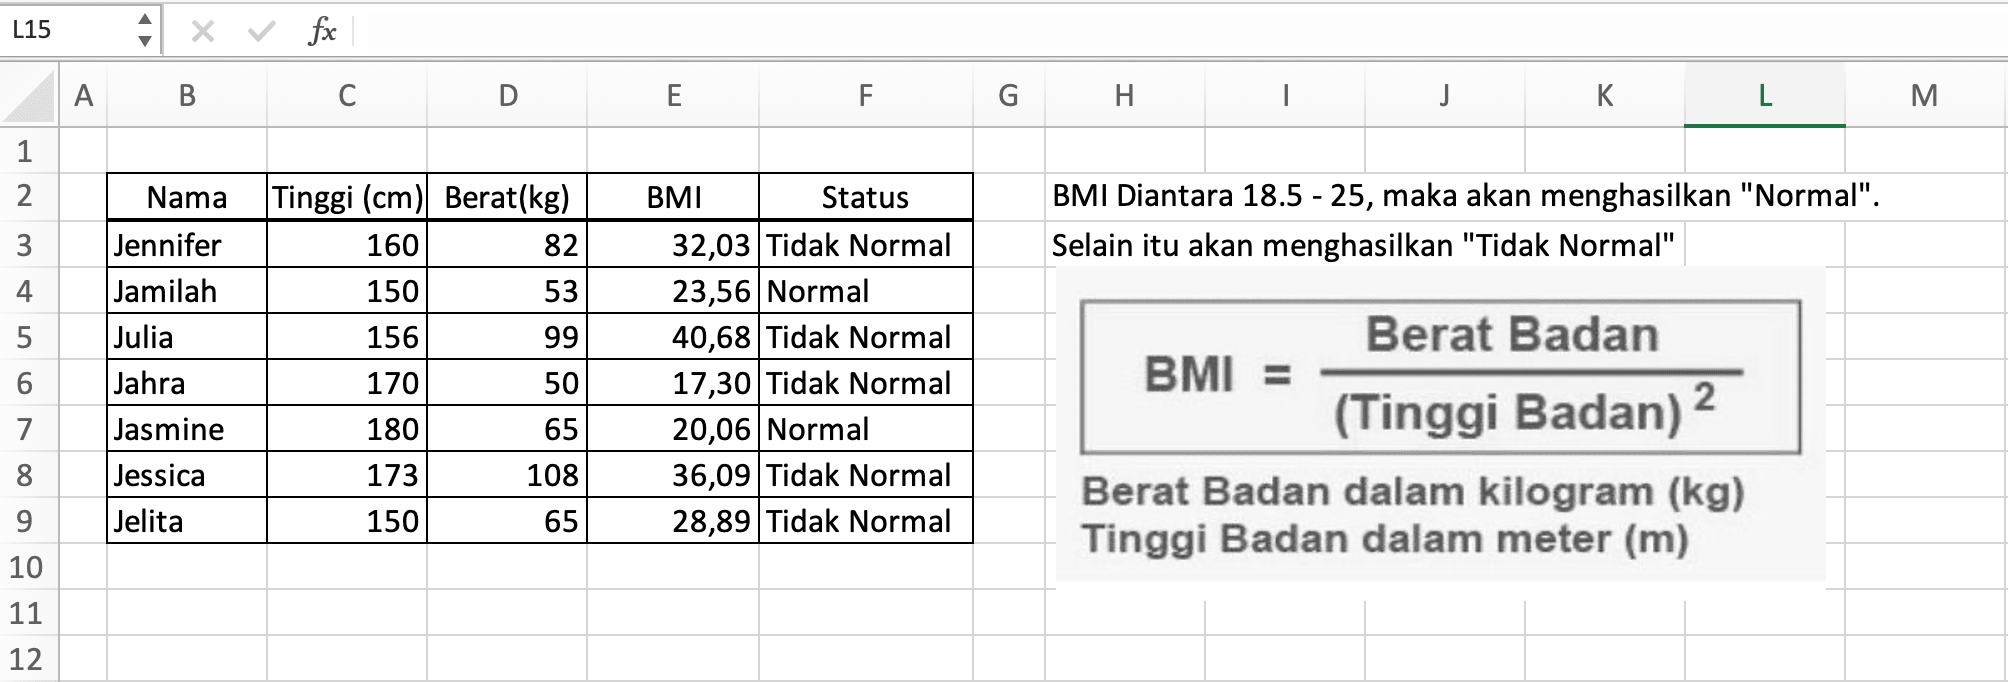 L15 fx
A B C D E F G H I J K L M
1
2 Nama Tinggi (cm) Berat(kg) BMI Status BMI Diantara 18.5 - 25, maka akan menghasilkan "Normal".
3 Jennifer 160 82 32,03 Tidak Normal Selain itu akan menghasilkan "Tidak Normal"
4 Jamilah 150 53 23,56 Normal
5 Julia 156 99 40,68 Tidak Normal
6 Jahra 170 50 17,30 Tidak Normal
7 Jasmine 180 65 20,06 Normal
8 Jessica 173 108 36,09 Tidak Normal
9 Jelita 150 65 28,89 Tidak Normal
10
11
12
Berat Badan
BMI =
(Tinggi Badan) 2
Berat Badan dalam kilogram (kg)
Tinggi Badan dalam meter (m)